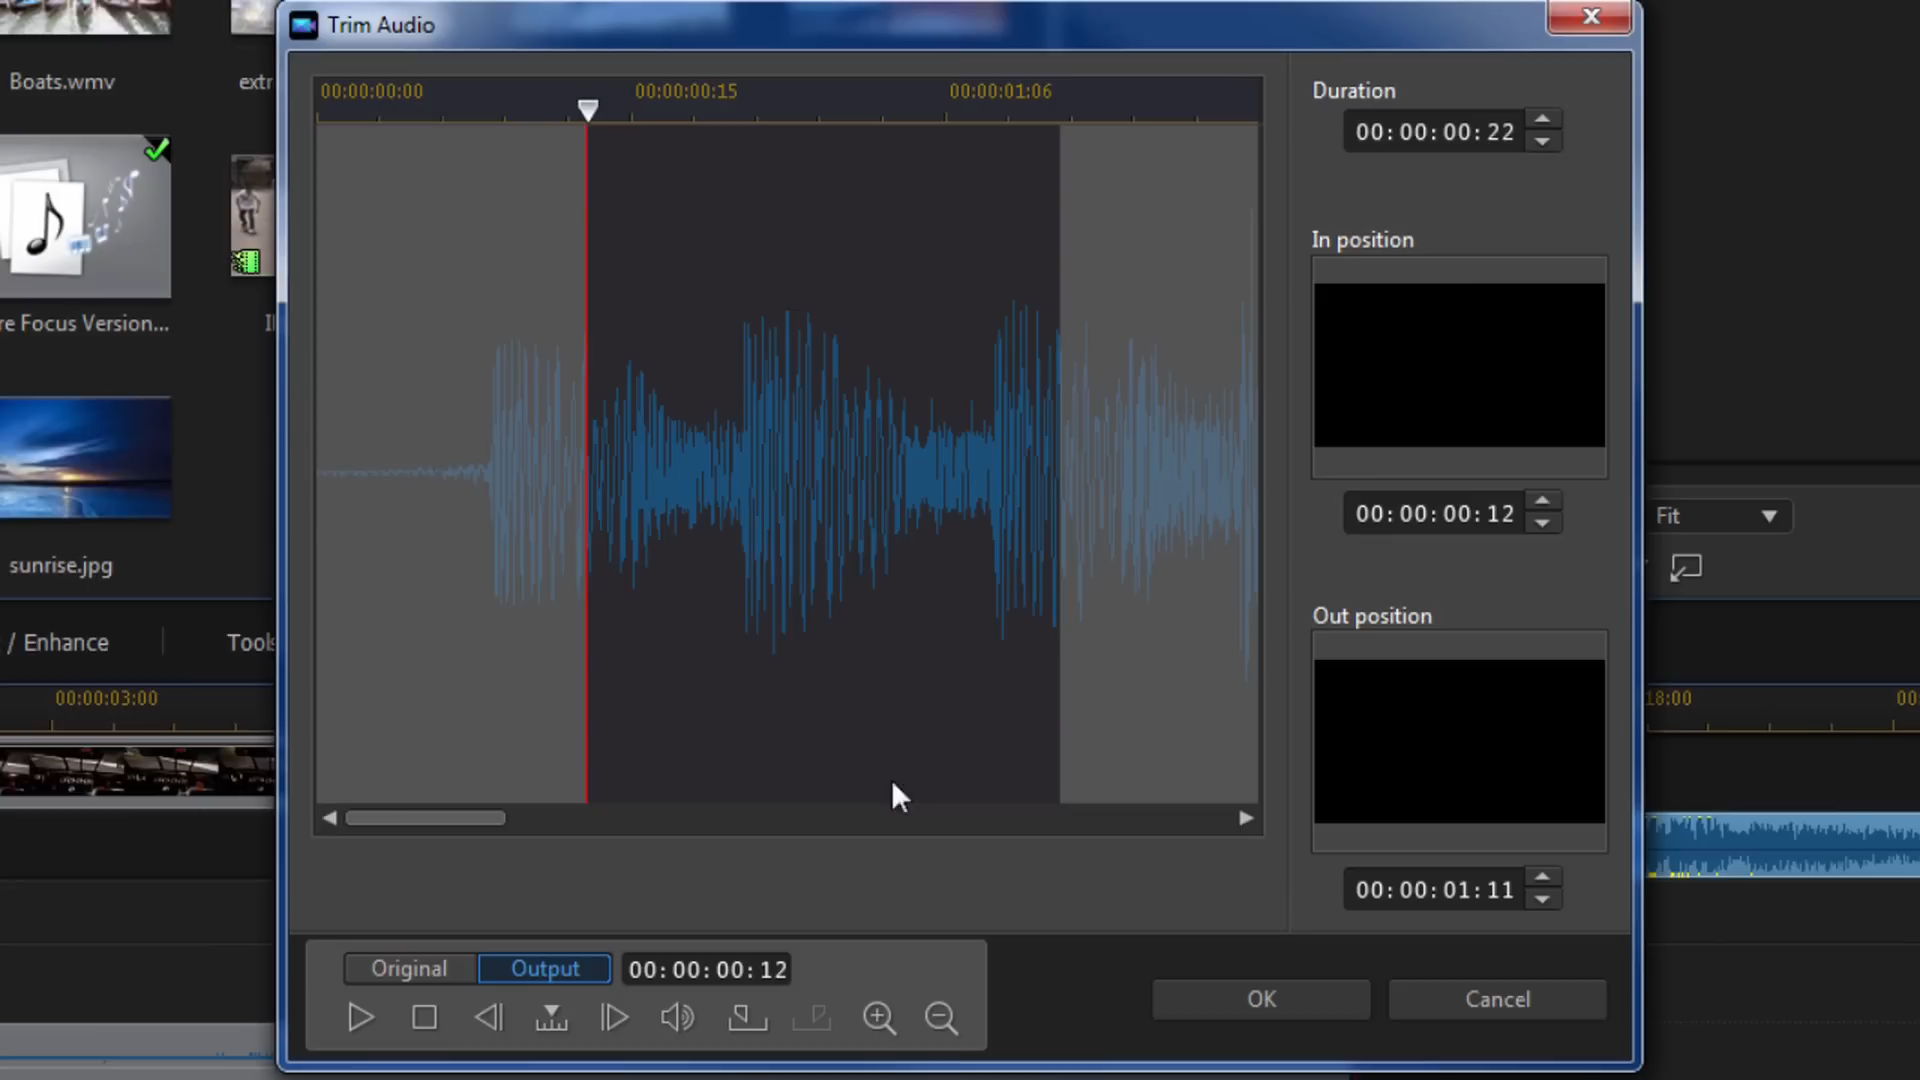 Trim Audio
Boats.wmv
extr
00:00:00:00
00:00:00:15
00:00:01:06
Duration
00:00:00:22
In position
re Focus Version...
00:00:00:12
Fit
sunrise.jpg
Out position
/ Enhance
Tools
00:00:03:00
18:00
00:
00:00:01:11
Original
Output
00:00:00:12
OK
Cancel